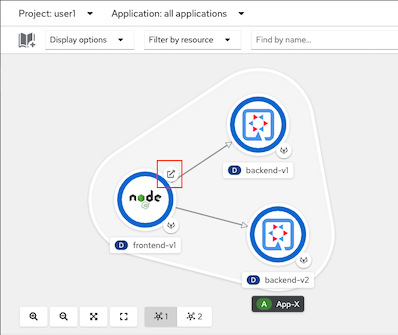 Project: user1 Application: all applications
Display options Filter by resource Find by name...
D backend-v1
node
D frontend-v1
D backend-v2
A App-X
1 2